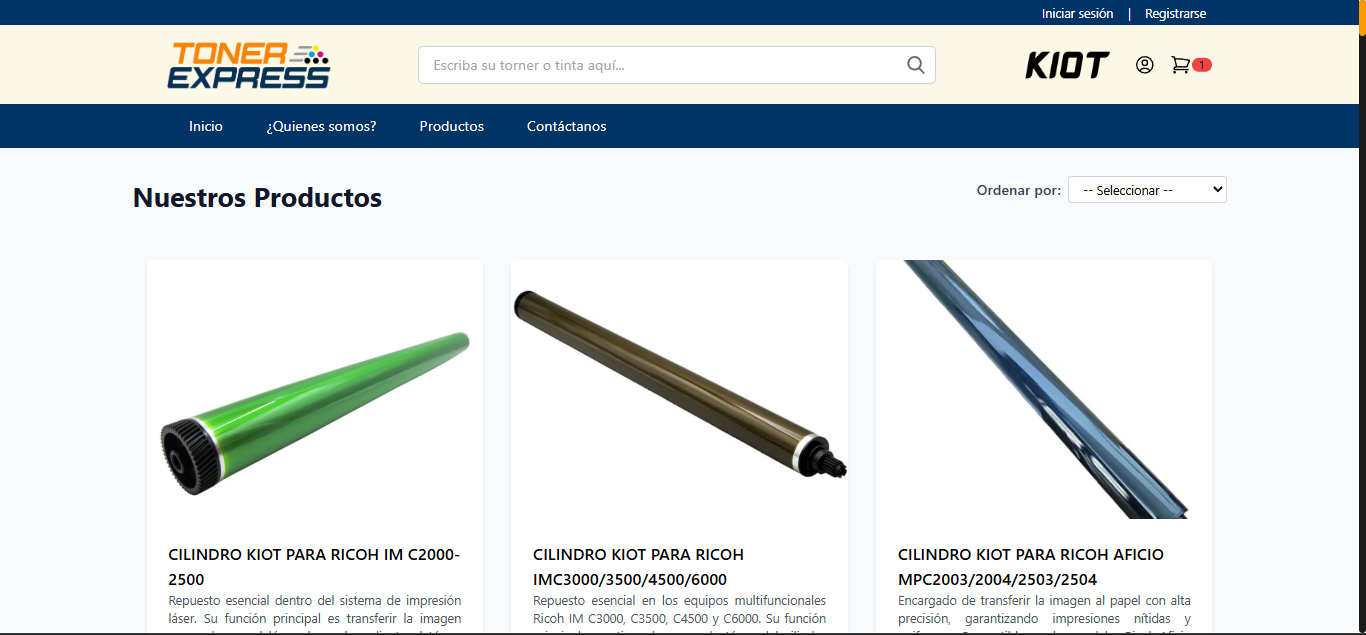 Iniciar sesión | Registrarse
TONER
EXPRESS
Escriba su torner o tinta aquí...
KIOT
1
Inicio ¿Quienes somos? Productos Contáctanos
Nuestros Productos
Ordenar por: -- Seleccionar --
CILINDRO KIOT PARA RICOH IM C2000-
2500
Repuesto esencial dentro del sistema de impresión
láser. Su función principal es transferir la imagen
CILINDRO KIOT PARA RICOH
IMC3000/3500/4500/6000
Repuesto esencial en los equipos multifuncionales
Ricoh IM C3000, C3500, C4500 y C6000. Su función
CILINDRO KIOT PARA RICOH AFICIO
MPC2003/2004/2503/2504
Encargado de transferir la imagen al papel con alta
precisión, garantizando impresiones nítidas y